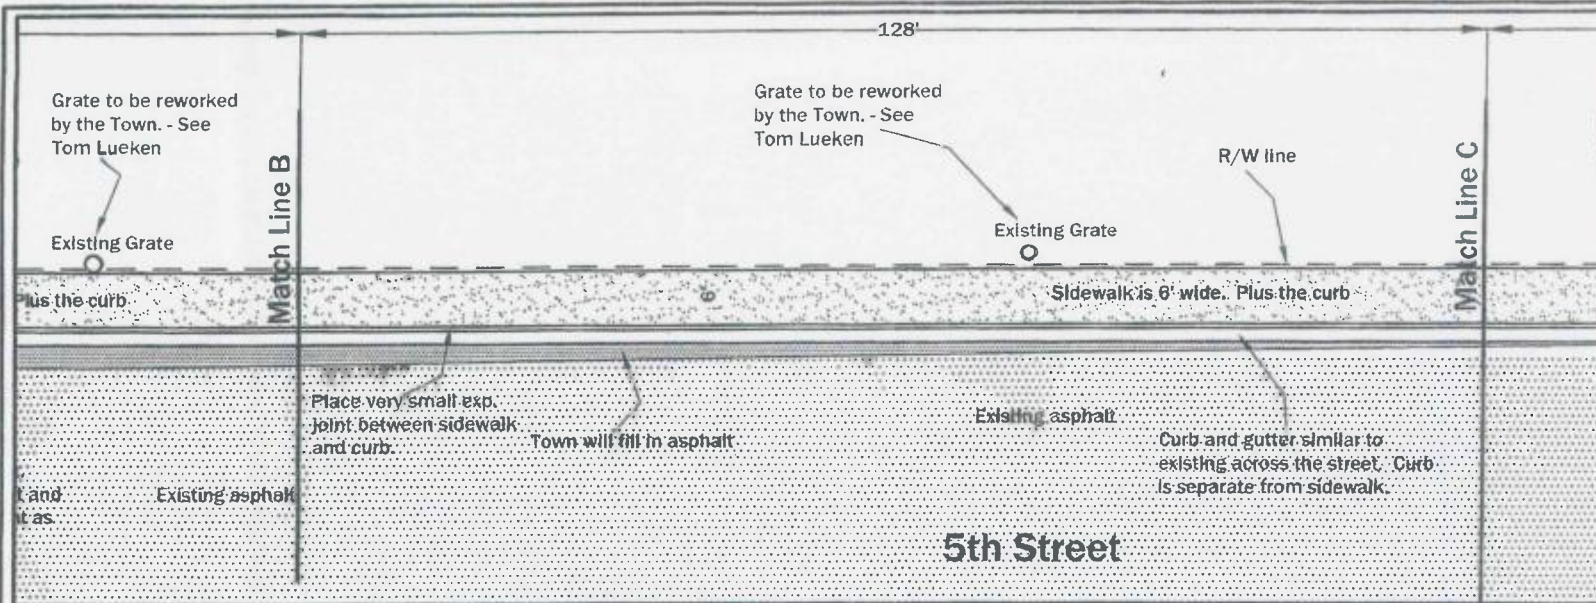 128'
Grate to be reworked
by the Town. - See
Tom Lueken
Grate to be reworked
by the Town. - See
Tom Lueken
R/W line
Match Line B
Match Line C
Existing Grate
Existing Grate
Plus the curb
6'
Sidewalk is 6' wide. Plus the curb
Place very small exp.
joint between sidewalk
and curb.
Town will fill in asphalt
Existing asphalt
Curb and gutter similar to
existing across the street. Curb
is separate from sidewalk.
t and
t as
Existing asphalt
5th Street